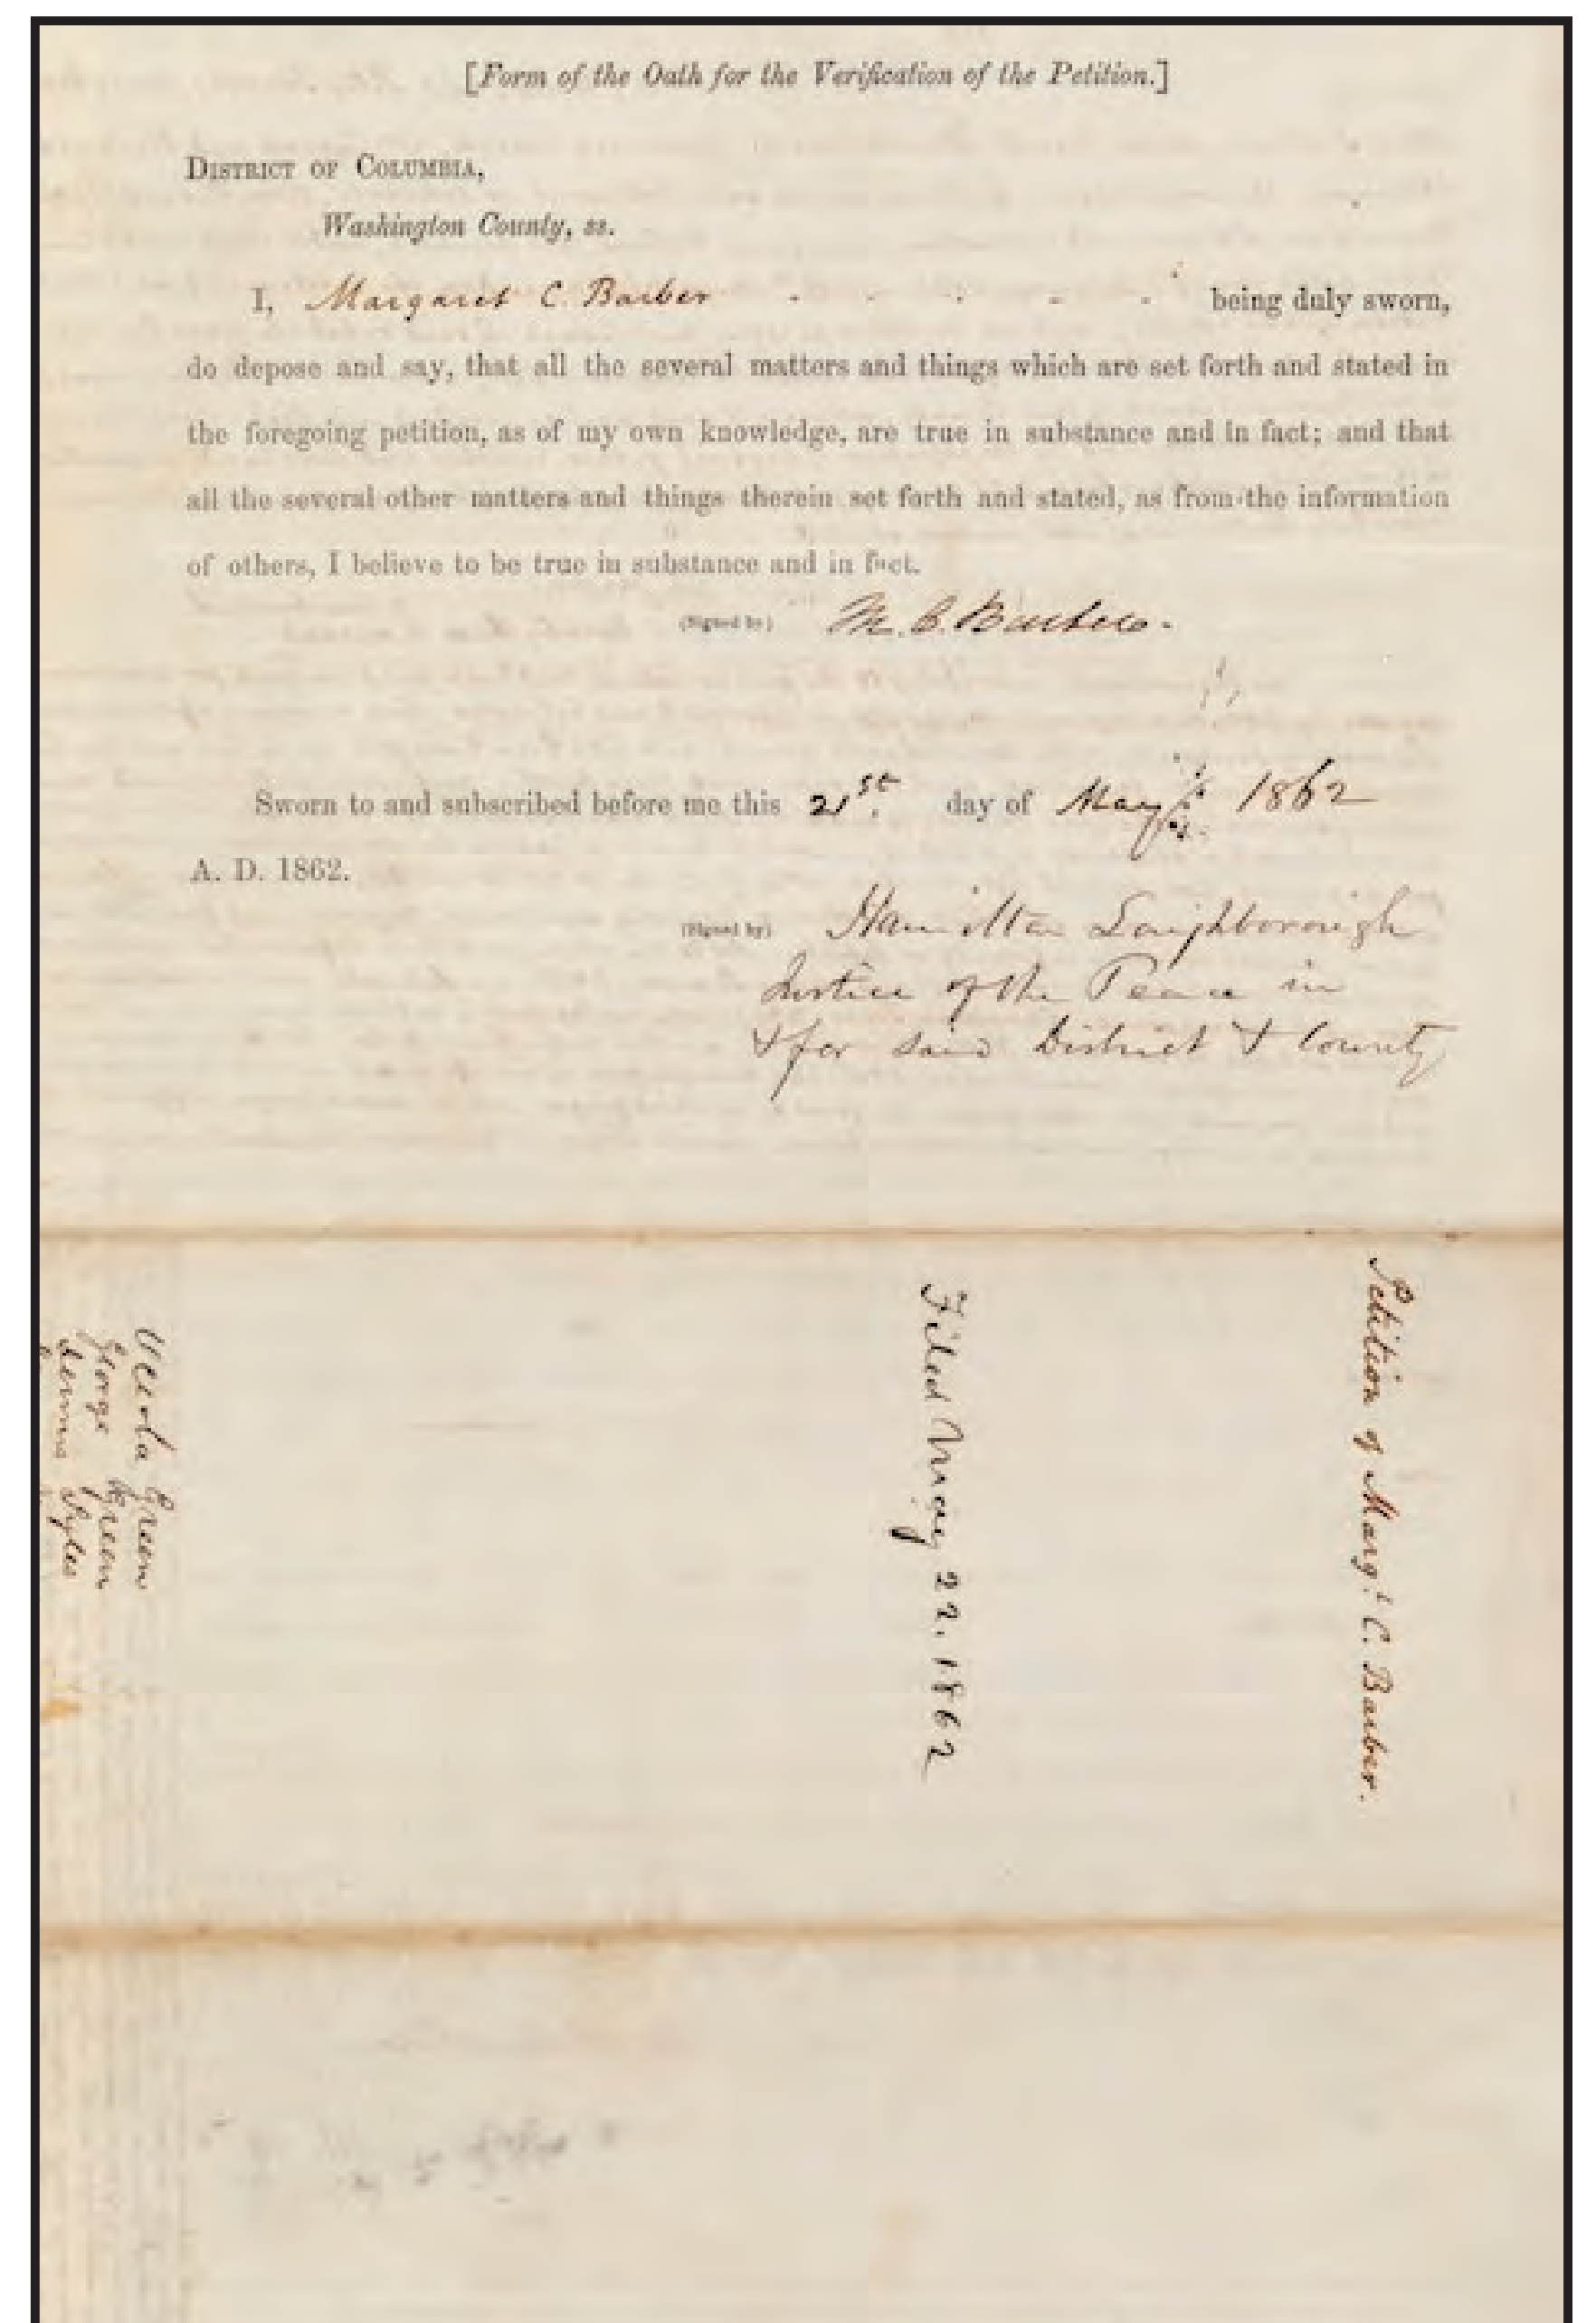 [Form of the Oath for the Verification of the Petition.]
DISTRICT OF COLUMBIA,
Washington County, ss.
I, Margaret C. Barber - - - - - being duly sworn,
do depose and say, that all the several matters and things which are set forth and stated in
the foregoing petition, as of my own knowledge, are true in substance and in fact; and that
all the several other matters and things therein set forth and stated, as from the information
of others, I believe to be true in substance and in fact.
(Signed by) M. C. Barber.
Sworn to and subscribed before me this 21st. day of May 1862
A. D. 1862.
(Signed by) Hamilton Loughborough
Justice of the Peace in
& for said District & County
Petition of Margt. C. Barber.
Filed May 22. 1862
Green
George Green
Syles